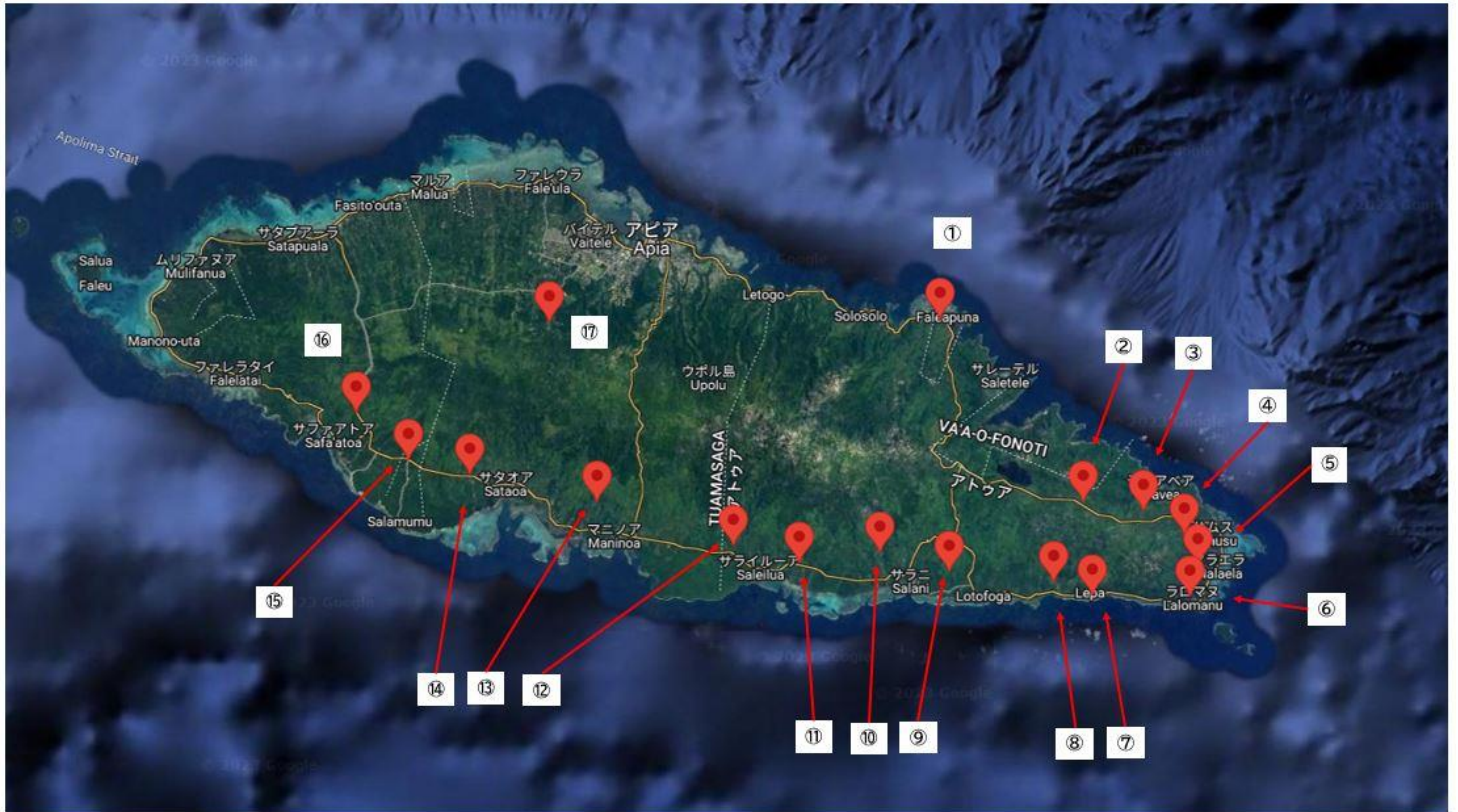 © 2023 Google
Apolima Strait
マルア
Malua
ファレウラ
Fale'ula
Fasito'outa
サタプアーラ
Satapuala
バイテル
Vaitele
アピア
Apia
①
Salua
Faleu
ムリファヌア
Mulifanua
Letogo
Solosolo
Faleapuna
⑯
⑰
Manono-uta
ファレラタイ
Falelatai
ウポル島
Upolu
サレーテル
Saletele
②
③
④
VA'A-O-FONOTI
サファアトア
Safa'atoa
TUAMASAGA
アトゥア
アトゥア
⑤
サタオア
Sataoa
Salamumu
マニノア
Maninoa
サライルーア
Saleilua
サラニ
Salani
Lotofoga
Lepa
ラロマヌ
Lalomanu
⑥
⑮
⑭
⑬
⑫
⑪
⑩
⑨
⑧
⑦
© 2023 Google